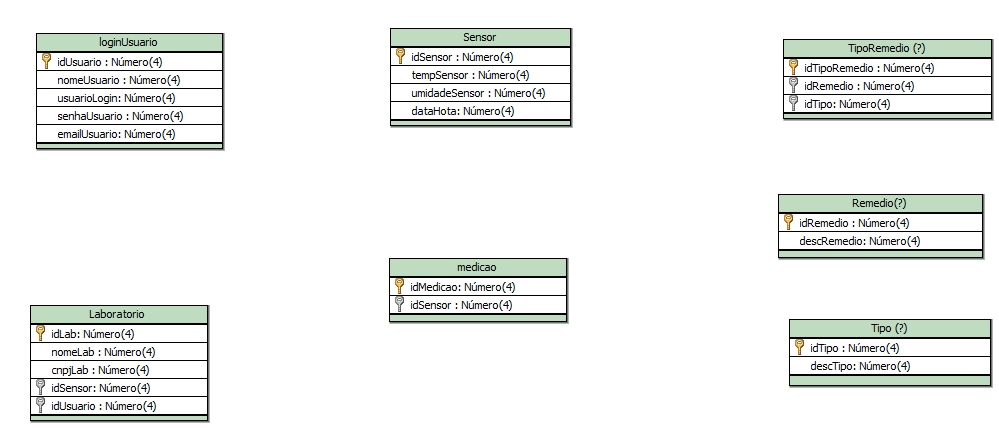 loginUsuario
idUsuario : Número(4)
nomeUsuario : Número(4)
usuarioLogin: Número(4)
senhaUsuario : Número(4)
emailUsuario: Número(4)
Sensor
idSensor : Número(4)
tempSensor : Número(4)
umidadeSensor : Número(4)
dataHota: Número(4)
TipoRemedio (?)
idTipoRemedio : Número(4)
idRemedio : Número(4)
idTipo: Número(4)
Remedio(?)
idRemedio : Número(4)
descRemedio: Número(4)
medicao
idMedicao: Número(4)
idSensor : Número(4)
Laboratorio
idLab: Número(4)
nomeLab : Número(4)
cnpjLab : Número(4)
idSensor: Número(4)
idUsuario : Número(4)
Tipo (?)
idTipo : Número(4)
descTipo: Número(4)